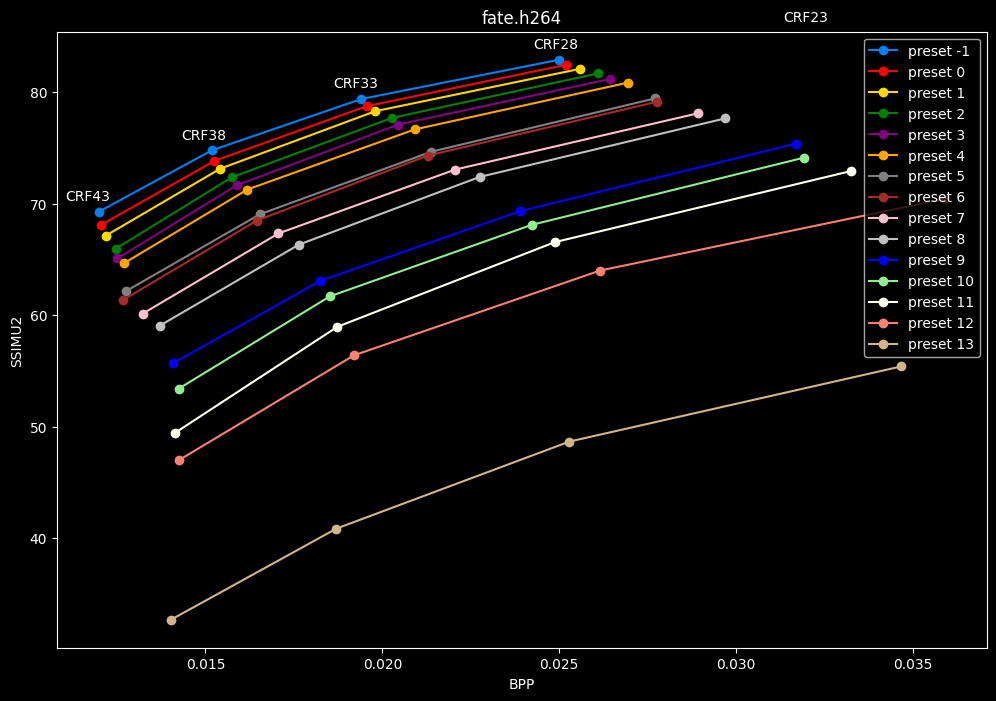 fate.h264
CRF23
CRF28
CRF33
CRF38
CRF43
preset -1
preset 0
preset 1
preset 2
preset 3
preset 4
preset 5
preset 6
preset 7
preset 8
preset 9
preset 10
preset 11
preset 12
preset 13
80
70
60
50
40
SSIMU2
0.015 0.020 0.025 0.030 0.035
BPP